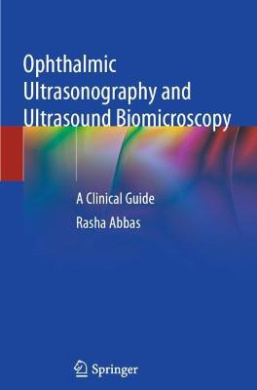 Ophthalmic
Ultrasonography and
Ultrasound Biomicroscopy
A Clinical Guide
Rasha Abbas
Springer